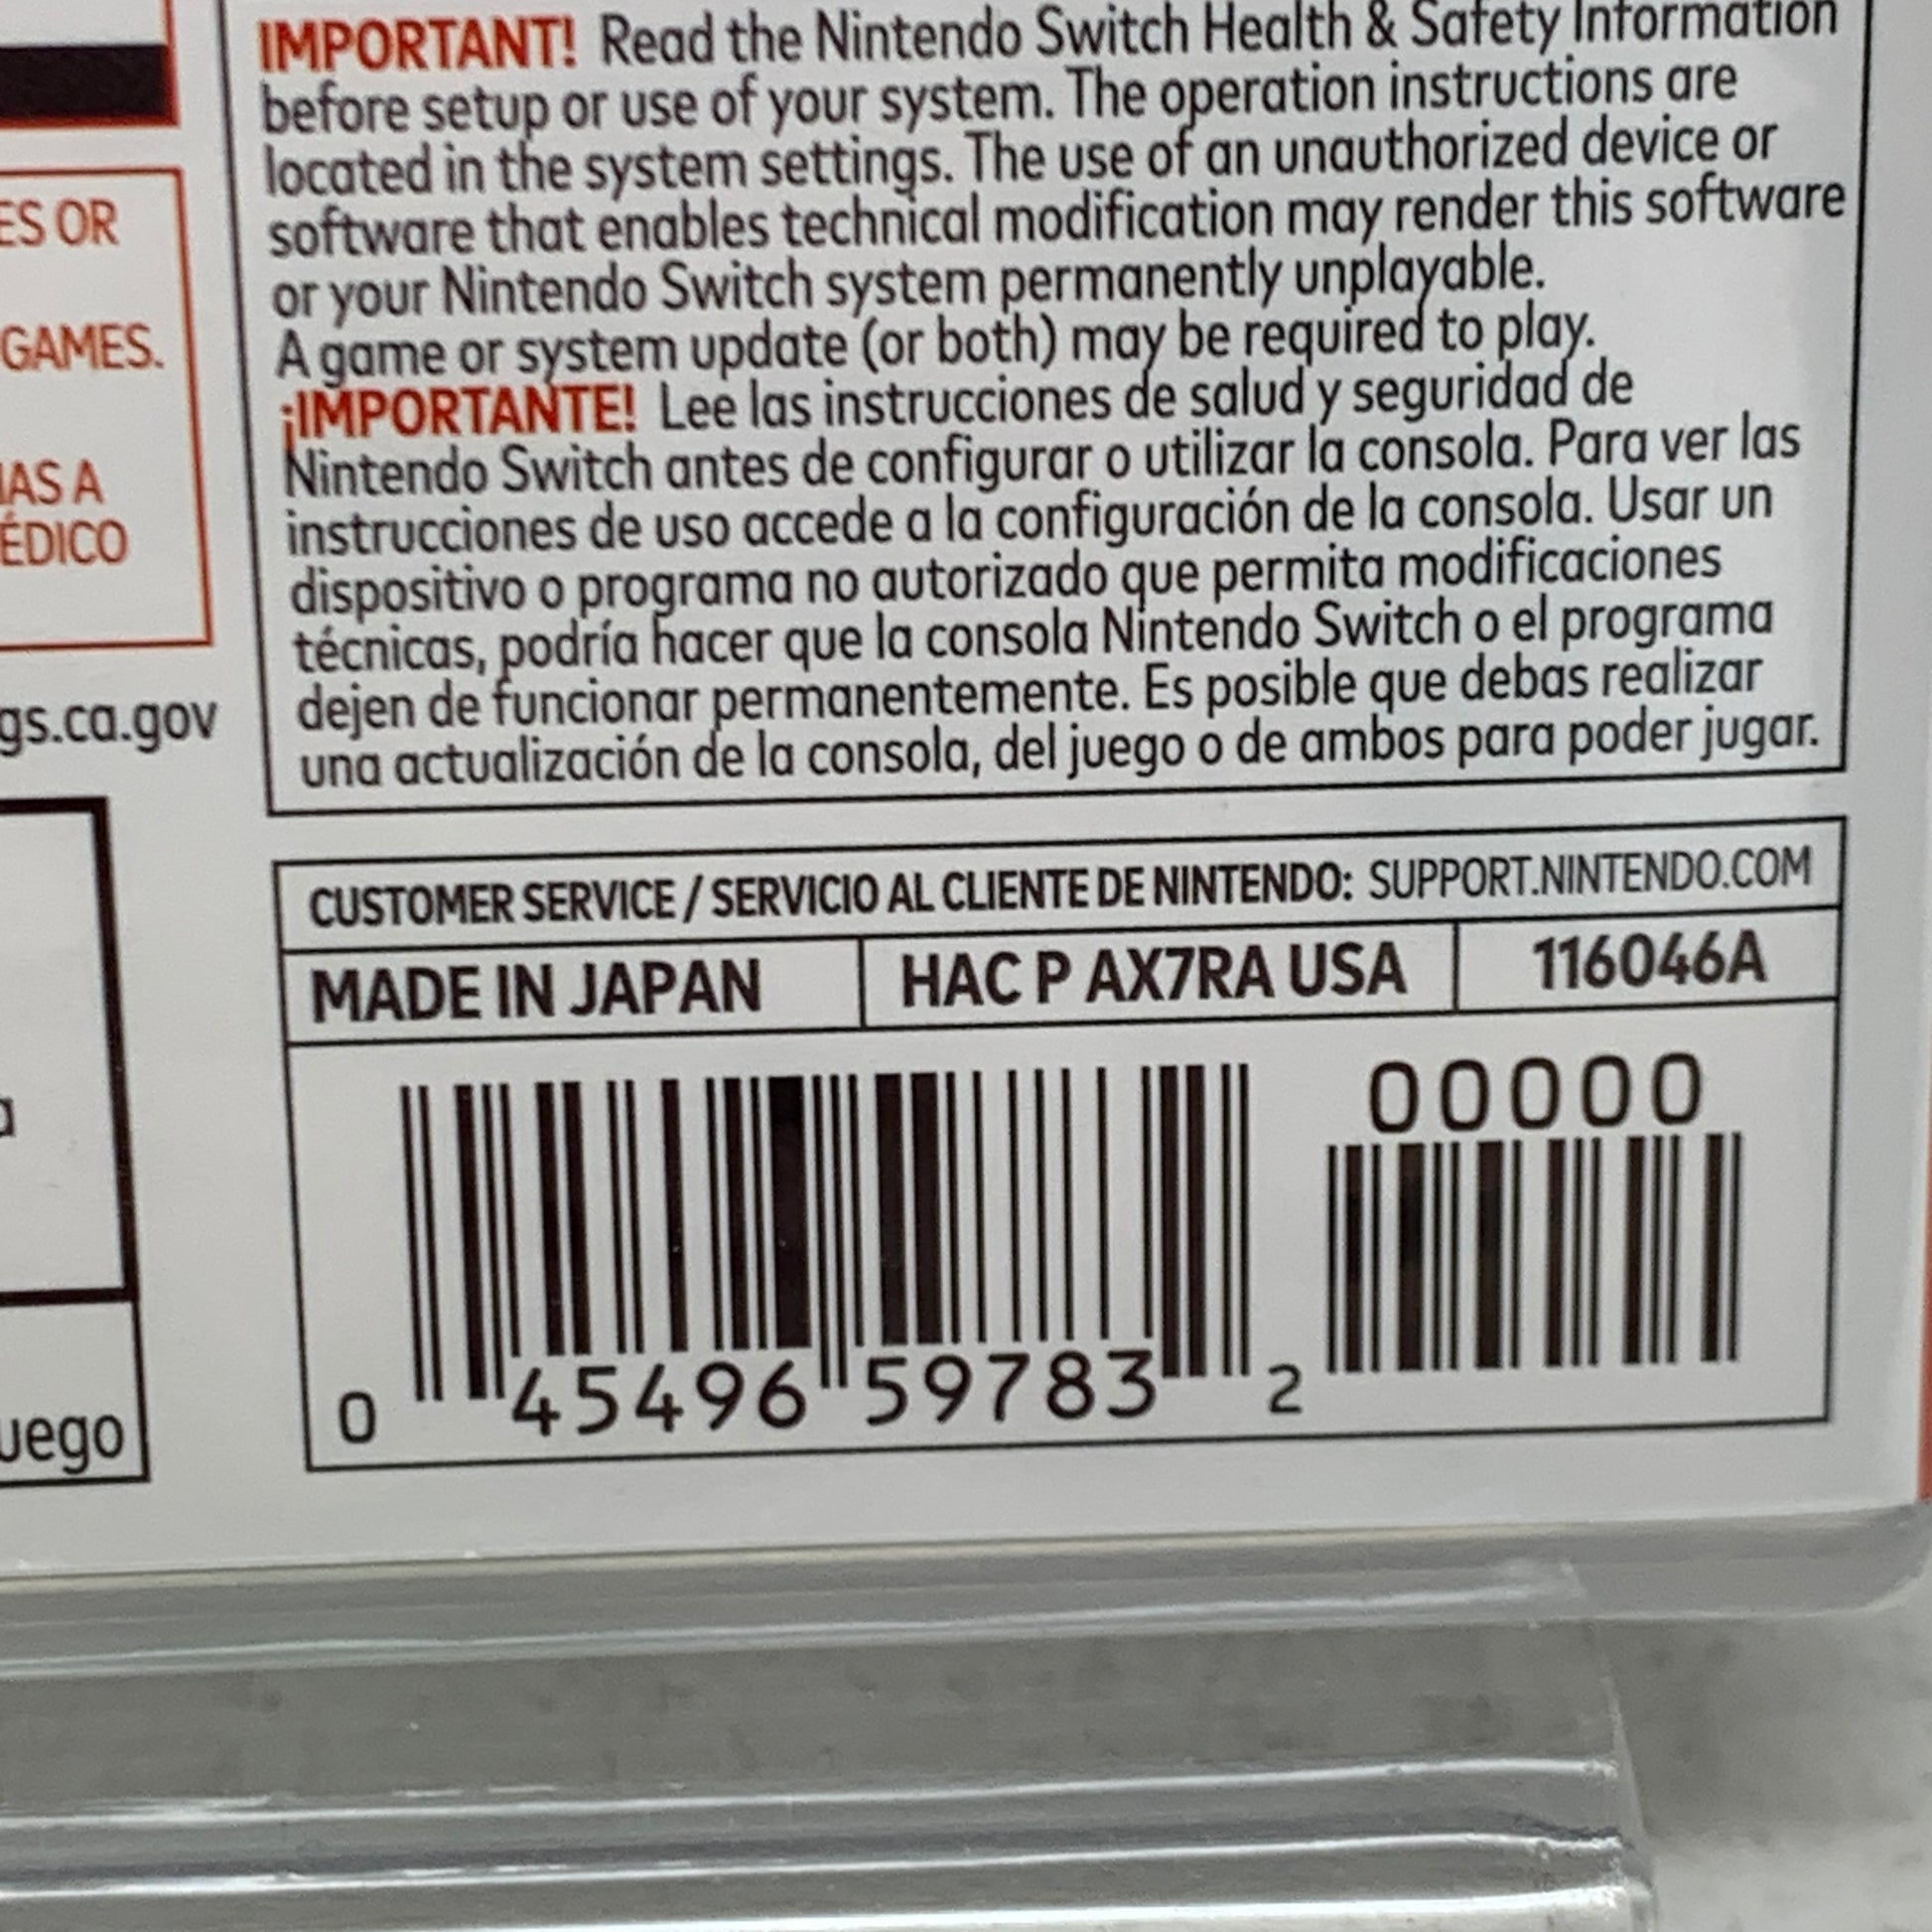 IMPORTANT! Read the Nintendo Switch Health & Safety Information
before setup or use of your system. The operation instructions are
located in the system settings. The use of an unauthorized device or
software that enables technical modification may render this software
or your Nintendo Switch system permanently unplayable.
A game or system update (or both) may be required to play.
¡IMPORTANTE! Lee las instrucciones de salud y seguridad de
Nintendo Switch antes de configurar o utilizar la consola. Para ver las
instrucciones de uso accede a la configuración de la consola. Usar un
dispositivo o programa no autorizado que permita modificaciones
técnicas, podría hacer que la consola Nintendo Switch o el programa
dejen de funcionar permanentemente. Es posible que debas realizar
una actualización de la consola, del juego o de ambos para poder jugar.
ES OR
GAMES.
IAS A
ÉDICO
gs.ca.gov
a
uego
CUSTOMER SERVICE / SERVICIO AL CLIENTE DE NINTENDO: SUPPORT.NINTENDO.COM
MADE IN JAPAN HAC P AX7RA USA 116046A
00000
0 45496 59783 2